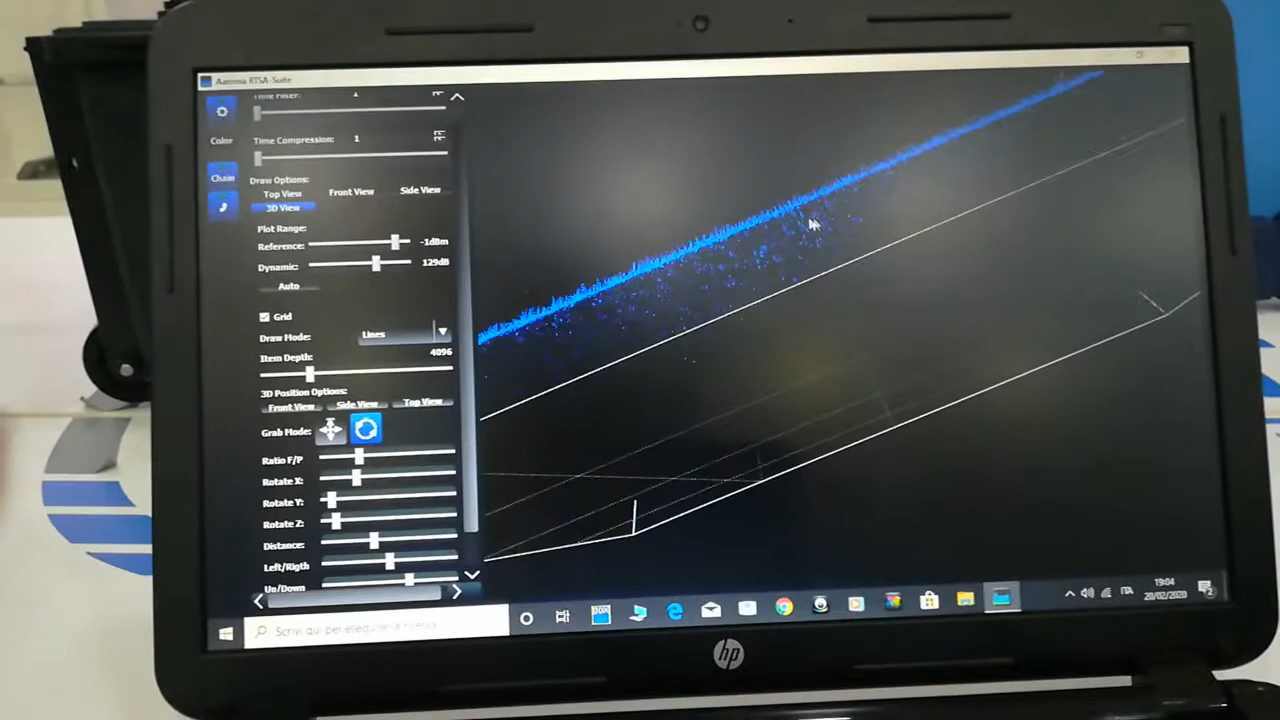 Aaronia RTSA-Suite
Time Compression: 1
Color
Chain
Draw Options:
Top View Front View Side View
3D View
Plot Range:
Reference: -1dBm
Dynamic: 129dB
Auto
Grid
Draw Mode: Lines
Item Depth: 4096
3D Position Options:
Front View Side View Top View
Grab Mode:
Ratio F/P
Rotate X:
Rotate Y:
Rotate Z:
Distance:
Left/Rigth
Up/Down
Scrivi qui per eseguire la ricerca
ITA
19:04
20/02/2020
2
hp